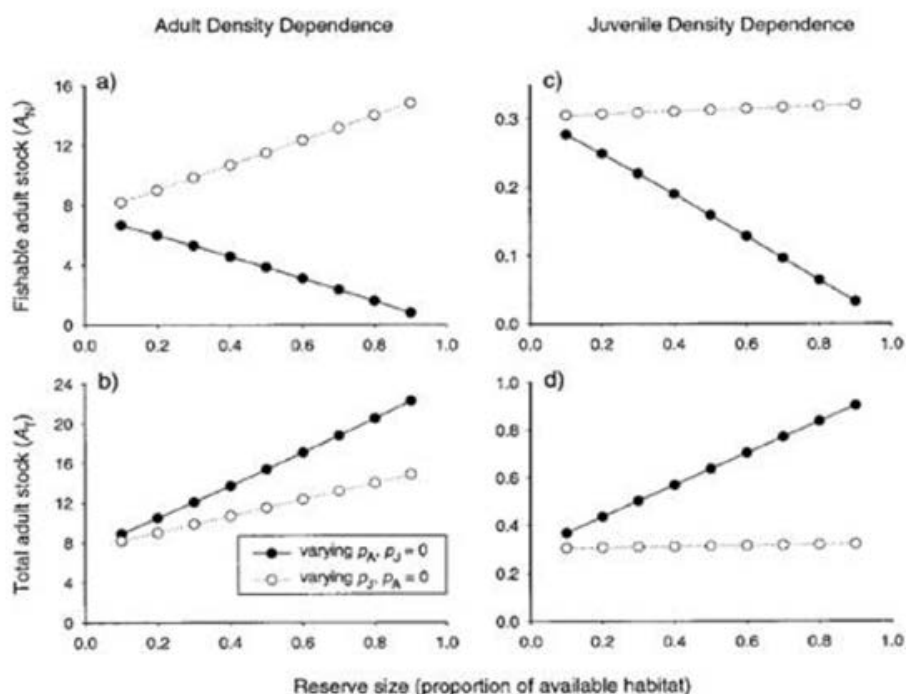 Adult Density Dependence
Juvenile Density Dependence
a)
Fishable adult stock (A_N)
16
12
8
4
0
0.0 0.2 0.4 0.6 0.8 1.0
c)
0.3
0.2
0.1
0.0
0.0 0.2 0.4 0.6 0.8 1.0
b)
Total adult stock (A_T)
24
20
16
12
8
4
0
varying p_A, p_J = 0
varying p_J, p_A = 0
0.0 0.2 0.4 0.6 0.8 1.0
d)
1.0
0.8
0.6
0.4
0.2
0.0
0.0 0.2 0.4 0.6 0.8 1.0
Reserve size (proportion of available habitat)